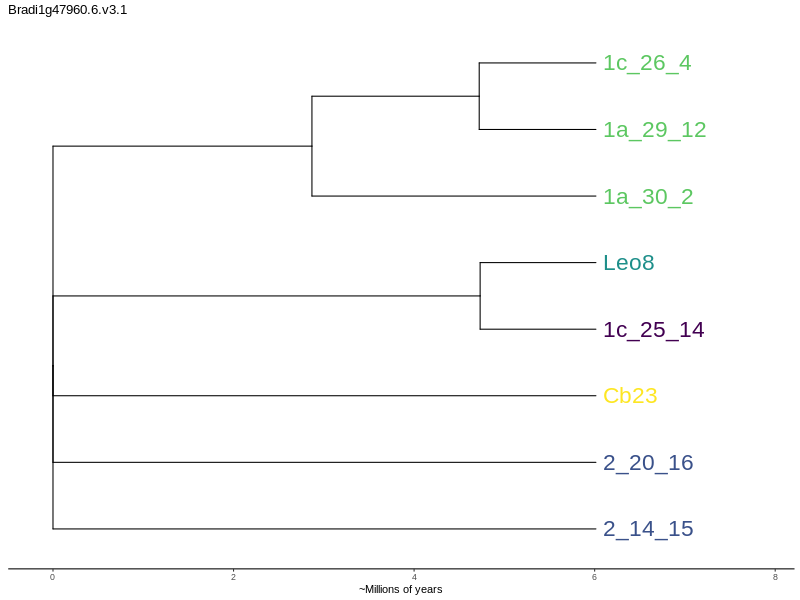 Bradi1g47960.6.v3.1
1c_26_4
1a_29_12
1a_30_2
Leo8
1c_25_14
Cb23
2_20_16
2_14_15
0 2 4 6 8
~Millions of years